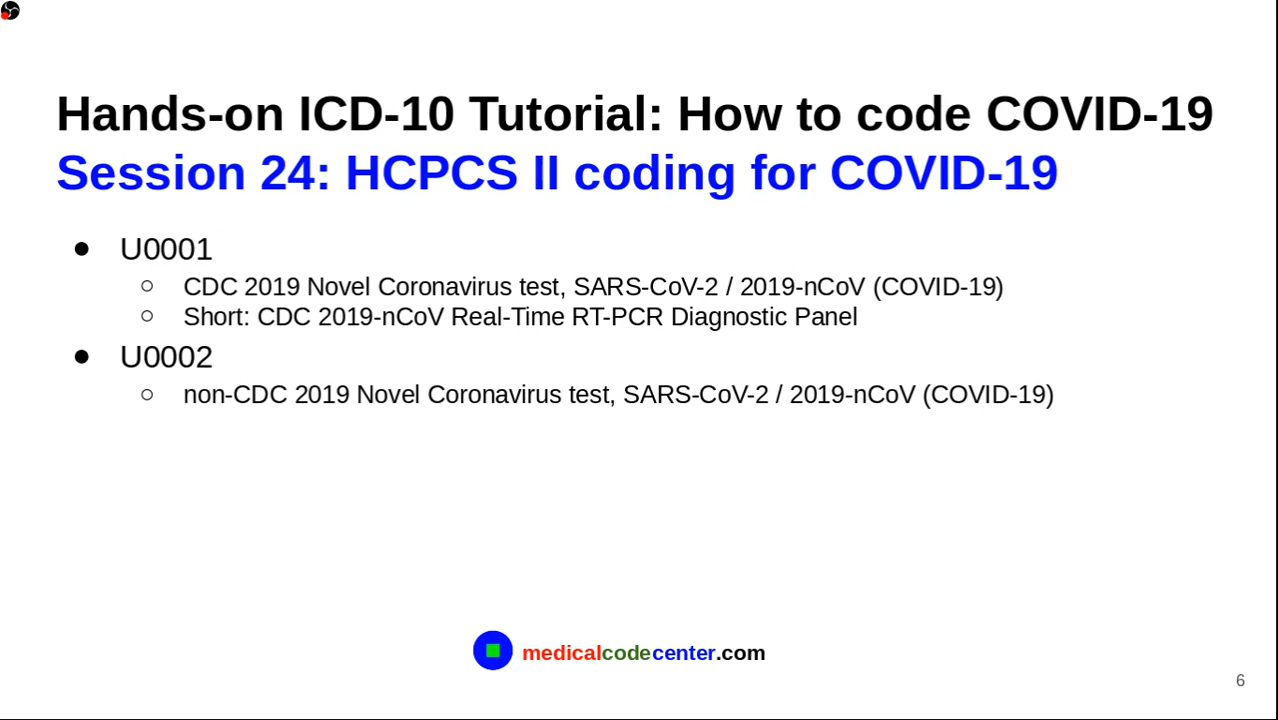 Hands-on ICD-10 Tutorial: How to code COVID-19
Session 24: HCPCS II coding for COVID-19
● U0001
○ CDC 2019 Novel Coronavirus test, SARS-CoV-2 / 2019-nCoV (COVID-19)
○ Short: CDC 2019-nCoV Real-Time RT-PCR Diagnostic Panel
● U0002
○ non-CDC 2019 Novel Coronavirus test, SARS-CoV-2 / 2019-nCoV (COVID-19)
medicalcodecenter.com
6